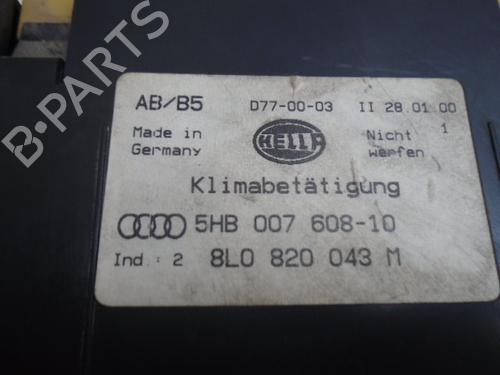 AB/B5 D77-00-03 II 28.01.00
1
Made in Germany HELLA Nicht werfen
Klimabetätigung
5HB 007 608-10
Ind.: 2 8L0 820 043 M
B-PARTS